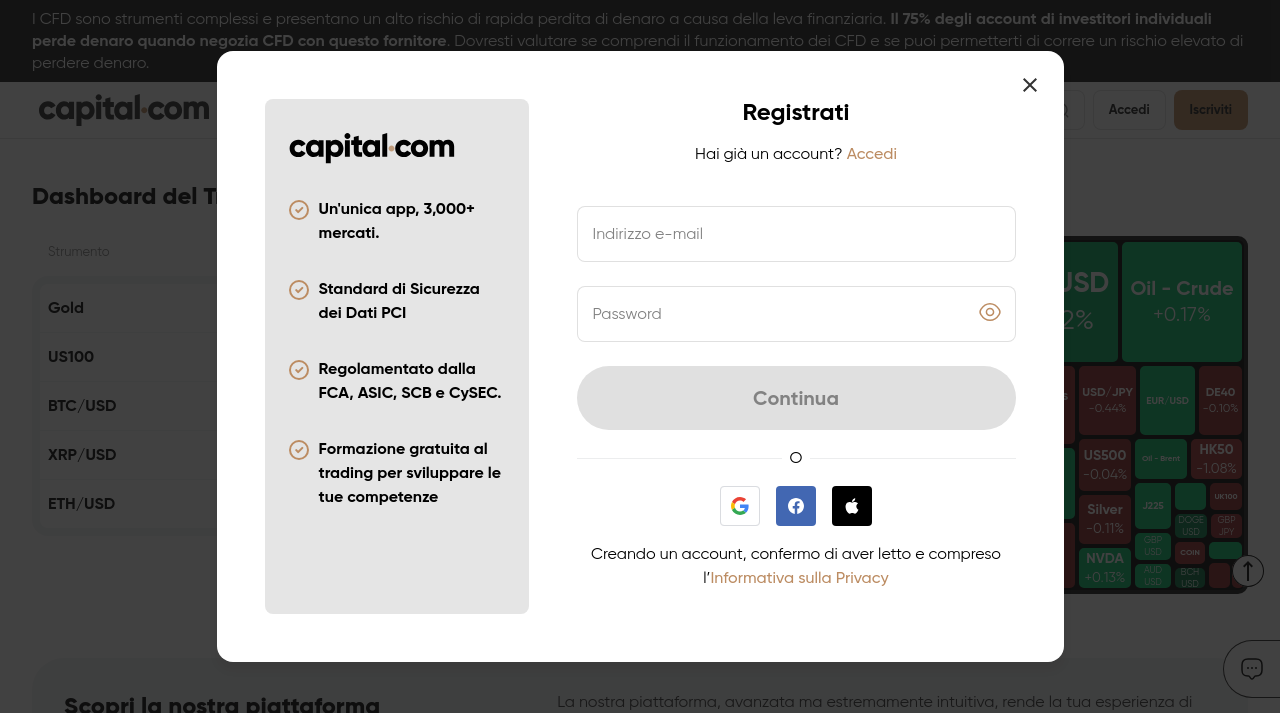 I CFD sono strumenti complessi e presentano un alto rischio di rapida perdita di denaro a causa della leva finanziaria. Il 75% degli account di investitori individuali
perde denaro quando negozia CFD con questo fornitore. Dovresti valutare se comprendi il funzionamento dei CFD e se puoi permetterti di correre un rischio elevato di
perdere denaro.
capital.com
Accedi
Iscriviti
Dashboard del
Strumento
Gold
US100
BTC/USD
XRP/USD
ETH/USD
capital.com
Un'unica app, 3,000+
mercati.
Standard di Sicurezza
dei Dati PCI
Regolamentato dalla
FCA, ASIC, SCB e CySEC.
Formazione gratuita al
trading per sviluppare le
tue competenze
Registrati
Hai già un account? Accedi
Indirizzo e-mail
Password
Continua
O
Creando un account, confermo di aver letto e compreso
l’Informativa sulla Privacy
Oil - Crude
+0.17%
USD/JPY
-0.44%
EUR/USD
DE40
-0.10%
US500
-0.04%
Oil - Brent
HK50
-1.08%
Silver
-0.11%
J225
UK100
DOGE
USD
GBP
JPY
GBP
USD
COIN
NVDA
+0.13%
AUD
USD
BCH
USD
Scopri la nostra piattaforma
La nostra piattaforma, avanzata ma estremamente intuitiva, rende la tua esperienza di